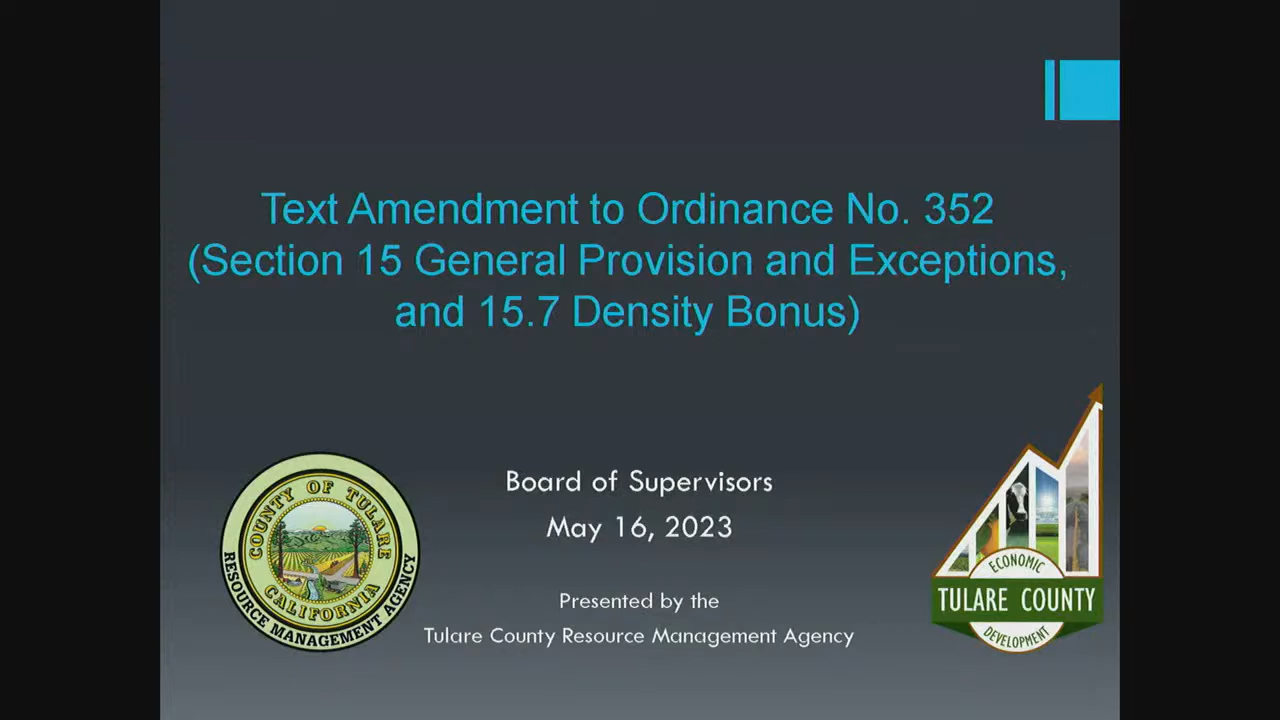 Text Amendment to Ordinance No. 352
(Section 15 General Provision and Exceptions,
and 15.7 Density Bonus)
Board of Supervisors
May 16, 2023
Presented by the
Tulare County Resource Management Agency
COUNTY OF TULARE
CALIFORNIA
RESOURCE MANAGEMENT AGENCY
ECONOMIC
TULARE COUNTY
DEVELOPMENT